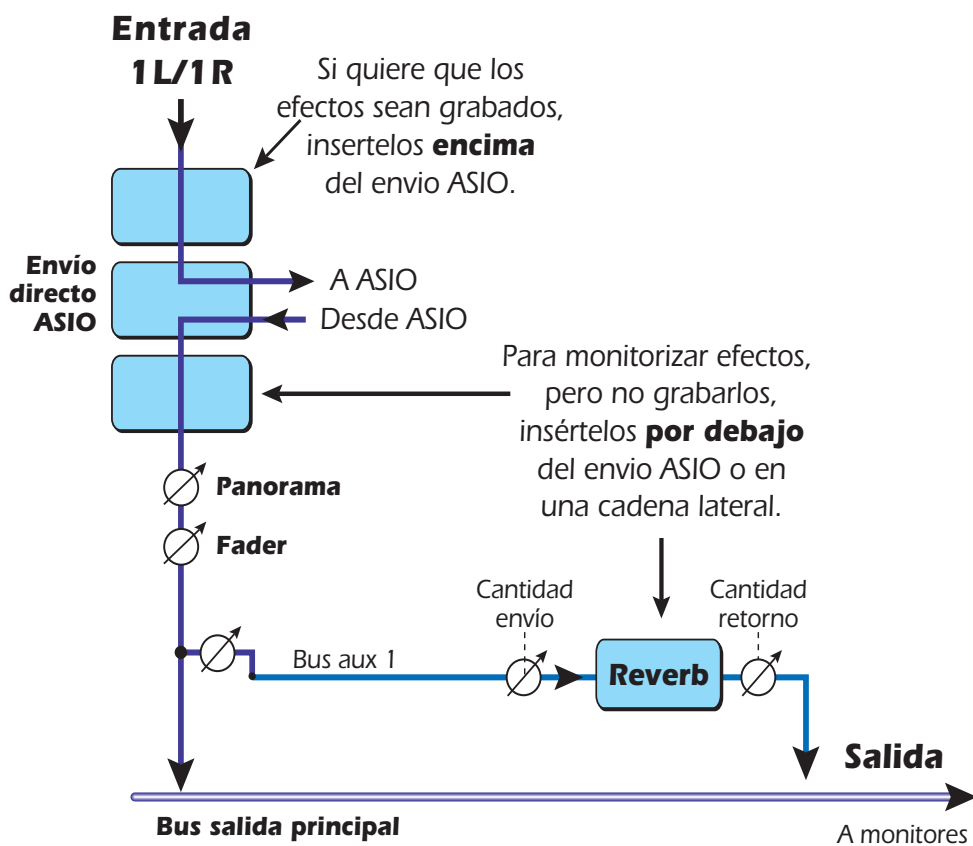 Entrada
1L/1R
Si quiere que los
efectos sean grabados,
insertelos encima
del envio ASIO.
Envío
directo
ASIO
A ASIO
Desde ASIO
Para monitorizar efectos,
pero no grabarlos,
insértelos por debajo
del envio ASIO o en
una cadena lateral.
Panorama
Fader
Cantidad
envío
Cantidad
retorno
Bus aux 1
Reverb
Salida
Bus salida principal
A monitores